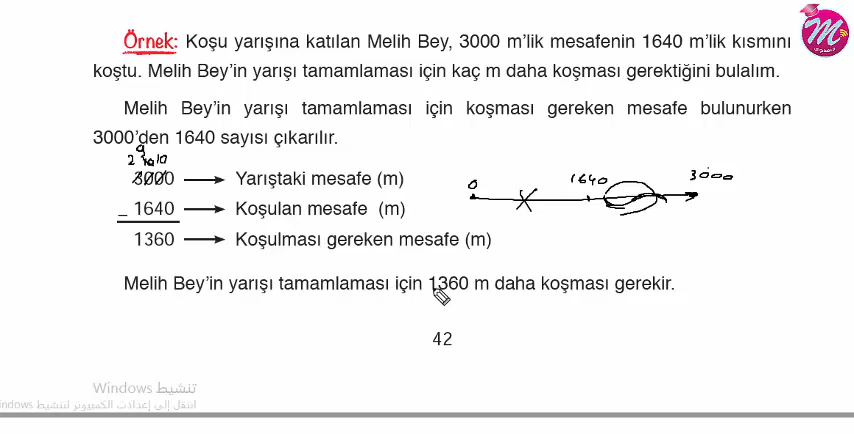 Örnek: Koşu yarışına katılan Melih Bey, 3000 m'lik mesafenin 1640 m'lik kısmını
koştu. Melih Bey'in yarışı tamamlaması için kaç m daha koşması gerektiğini bulalım.
Melih Bey'in yarışı tamamlaması için koşması gereken mesafe bulunurken
3000'den 1640 sayısı çıkarılır.
9
2 10 10
3000 → Yarıştaki mesafe (m)
0 1640 3000
- 1640 → Koşulan mesafe (m)
1360 → Koşulması gereken mesafe (m)
Melih Bey'in yarışı tamamlaması için 1360 m daha koşması gerekir.
42
تنشيط Windows
انتقل إلى إعدادات الكمبيوتر لتنشيط indows